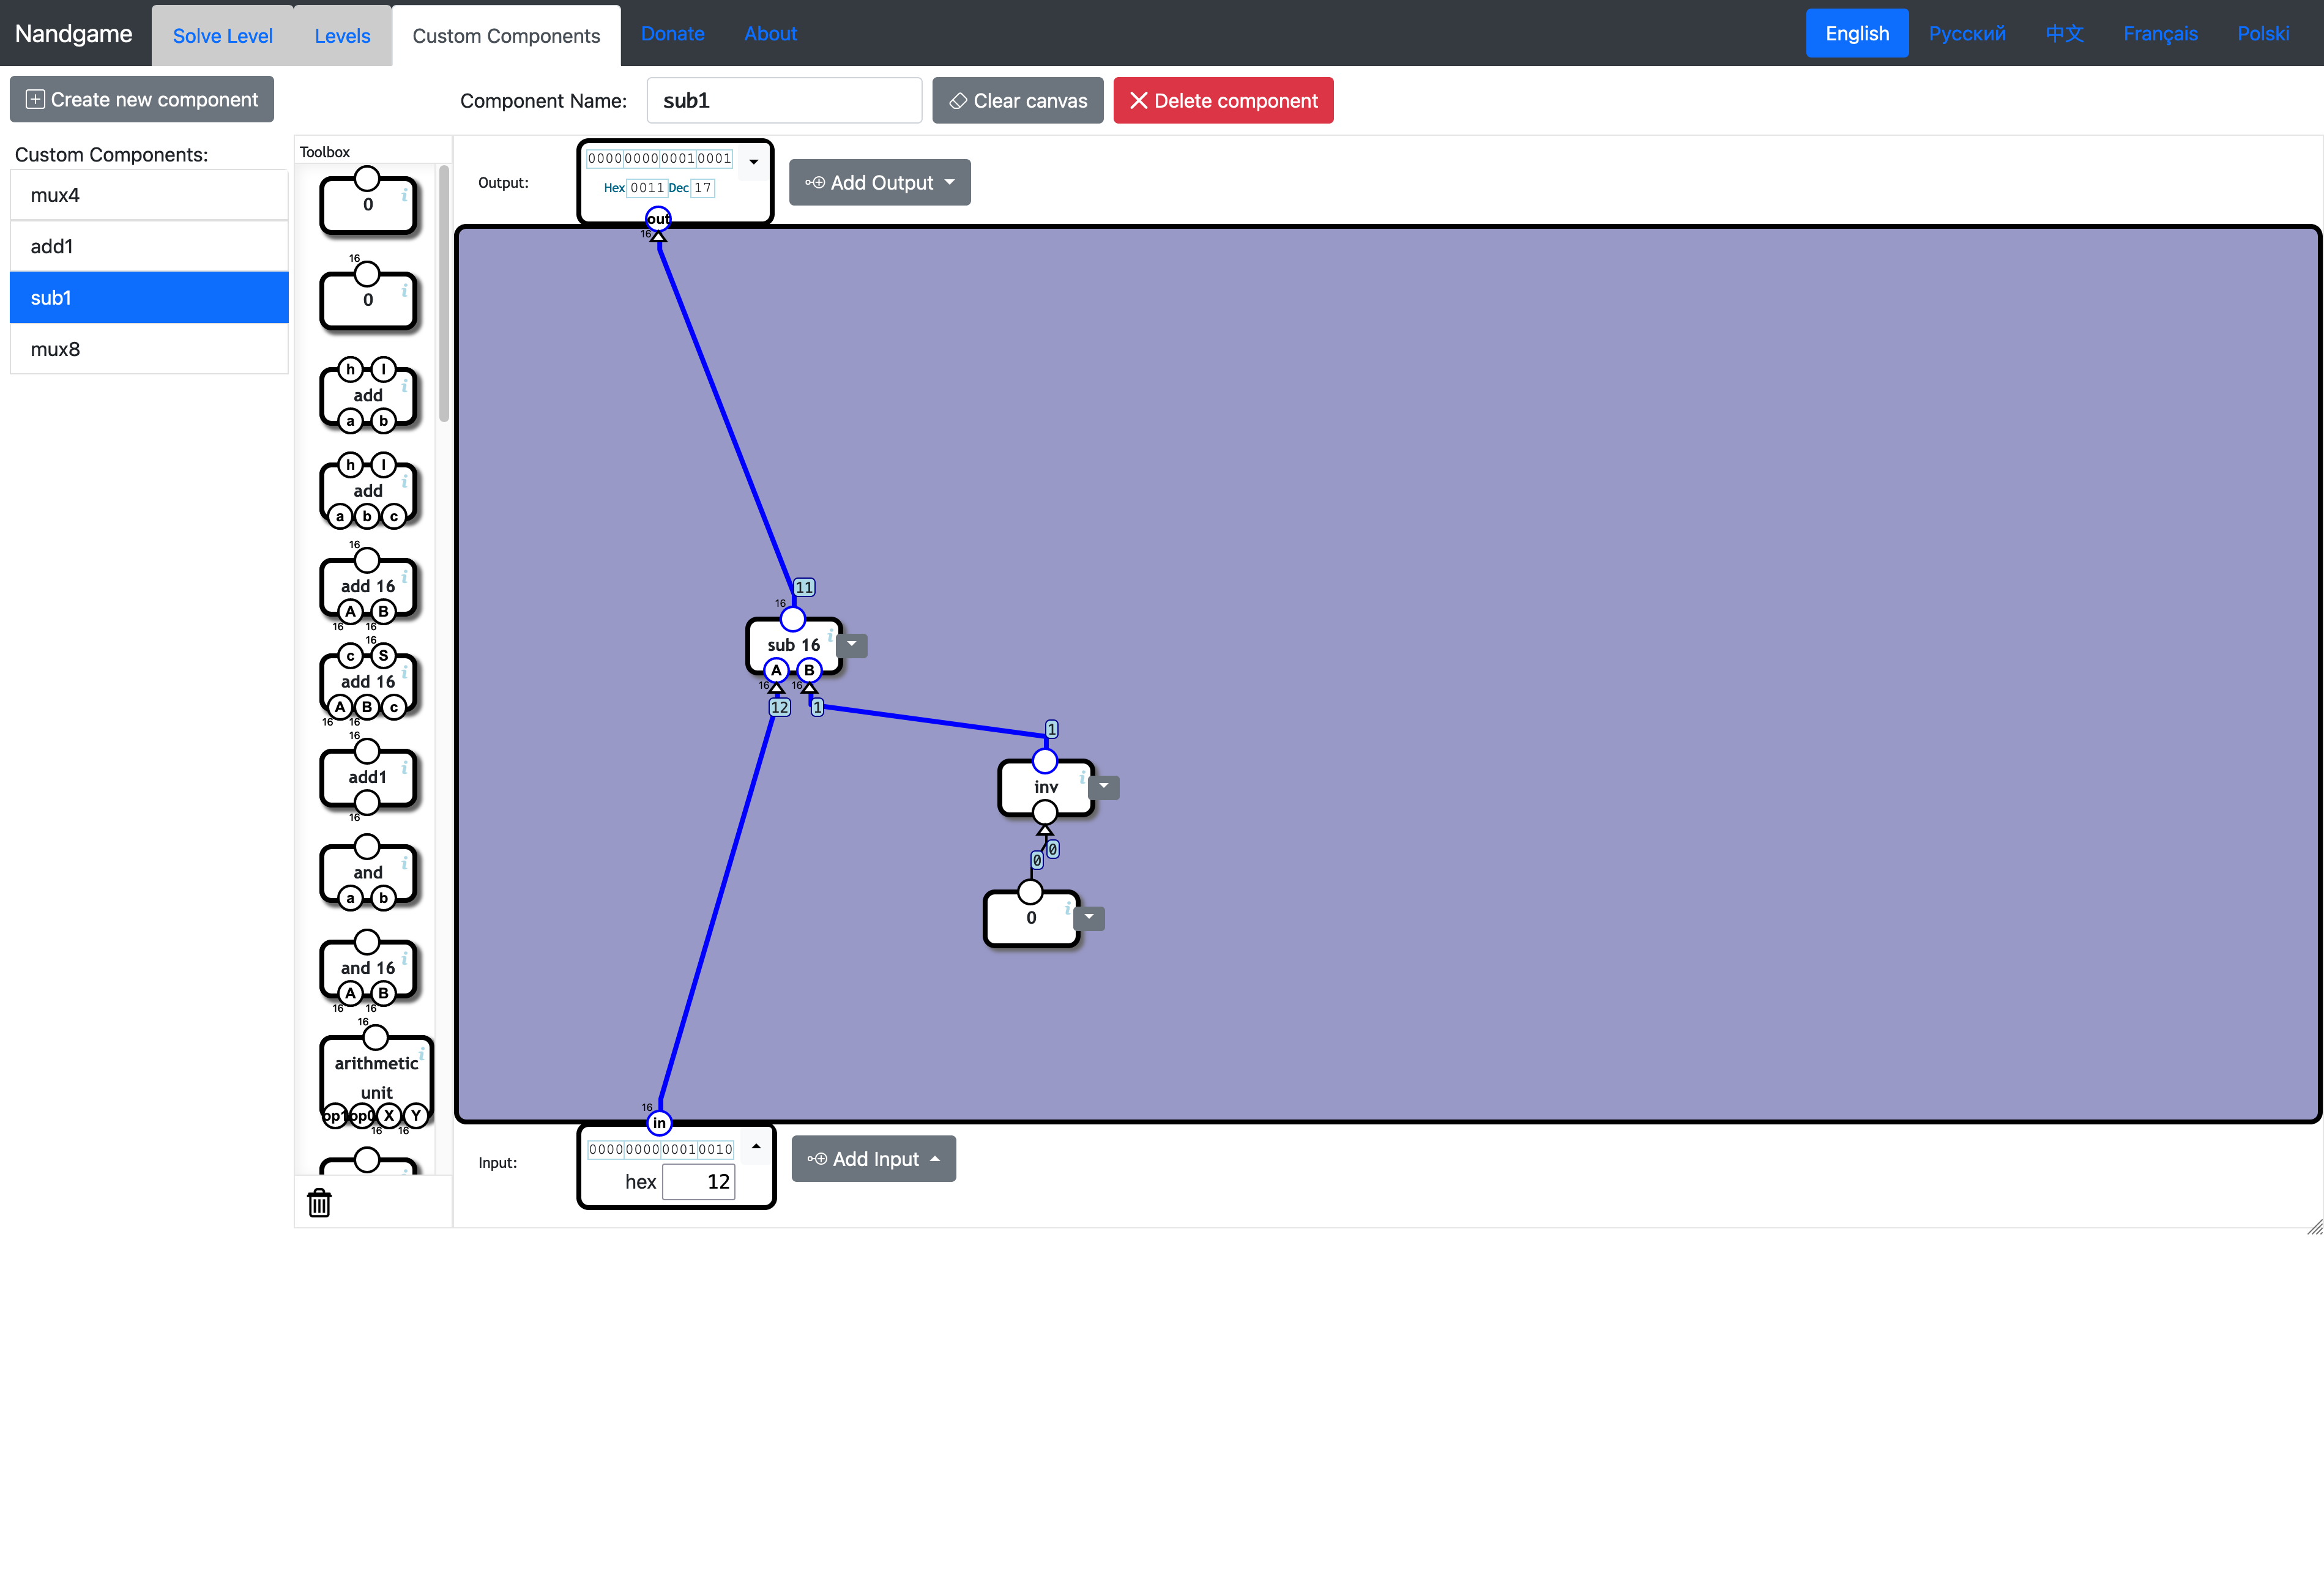 Nandgame
Solve Level
Levels
Custom Components
Donate
About
English
Русский
中文
Français
Polski
Create new component
Component Name:
sub1
Clear canvas
Delete component
Custom Components:
mux4
add1
sub1
mux8
Toolbox
0
i
16
0
i
h l
add
i
a b
h l
add
i
a b c
16
add 16
i
A B
16 16
16
c S
add 16
i
A B c
16 16
16
add1
i
16
and
i
a b
and 16
i
A B
16 16
16
arithmetic
i
unit
op1 op0 X Y
16 16
Output:
0000 0000 0001 0001
Hex 0011 Dec 17
out
16
Add Output
11
16
sub 16
i
A B
16 16
12 1
1
inv
i
0
0
0
i
16
in
Input:
0000 0000 0001 0010
hex 12
Add Input